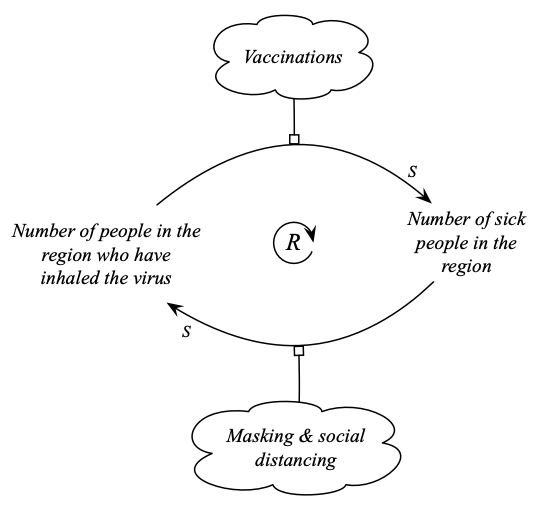 Vaccinations
S
Number of people in the
region who have
inhaled the virus
R
Number of sick
people in the
region
S
Masking & social
distancing